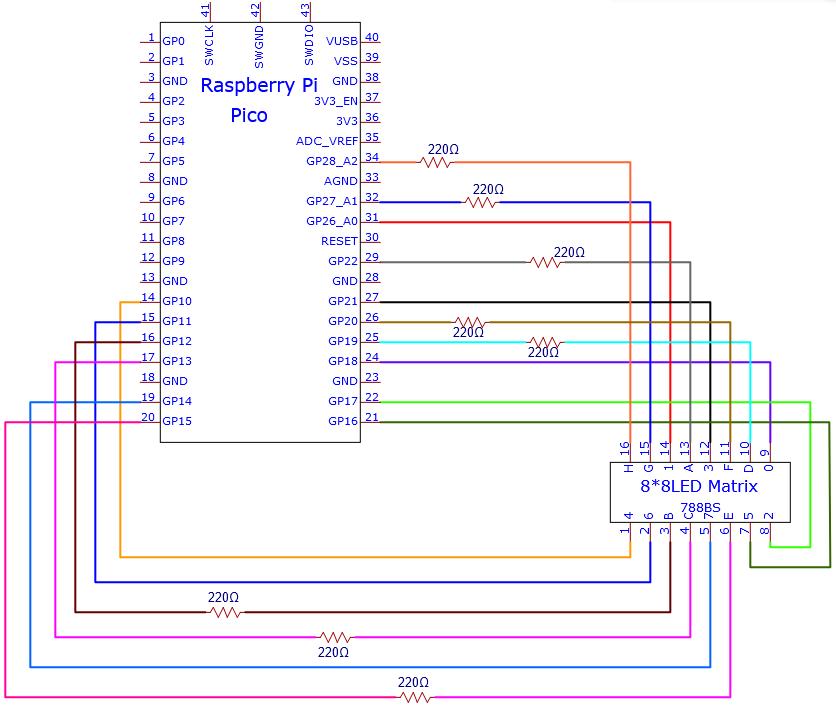 41 42 43
SWCLK SWGND SWDIO
1 GP0 VUSB 40
2 GP1 VSS 39
3 GND GND 38
Raspberry Pi
4 GP2 3V3_EN 37
Pico
5 GP3 3V3 36
6 GP4 ADC_VREF 35
7 GP5 GP28_A2 34 220Ω
8 GND AGND 33
9 GP6 GP27_A1 32 220Ω
10 GP7 GP26_A0 31
11 GP8 RESET 30
12 GP9 GP22 29 220Ω
13 GND GND 28
14 GP10 GP21 27
15 GP11 GP20 26 220Ω
16 GP12 GP19 25 220Ω
17 GP13 GP18 24
18 GND GND 23
19 GP14 GP17 22
20 GP15 GP16 21
16 15 14 13 12 11 10 9
H G 1 A 3 F D 0
8*8LED Matrix
788BS
4 6 B C 7 E 5 2
1 2 3 4 5 6 7 8
220Ω
220Ω
220Ω